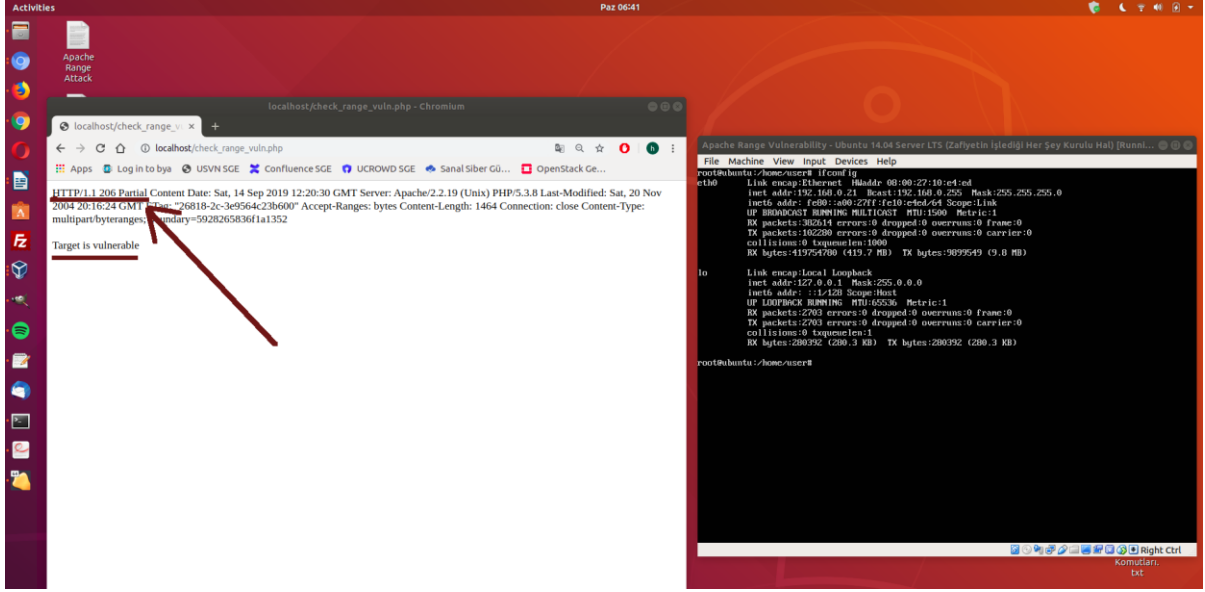 Activities
Paz 06:41
Apache
Range
Attack
localhost/check_range_vuln.php - Chromium
localhost/check_range_v
localhost/check_range_vuln.php
Apps Log in to bya USVN SGE Confluence SGE UCROWD SGE Sanal Siber Gü... OpenStack Ge...
HTTP/1.1 206 Partial Content Date: Sat, 14 Sep 2019 12:20:30 GMT Server: Apache/2.2.19 (Unix) PHP/5.3.8 Last-Modified: Sat, 20 Nov
2004 20:16:24 GMT ETag: "26818-2c-3e9564c23b600" Accept-Ranges: bytes Content-Length: 1464 Connection: close Content-Type:
multipart/byteranges; boundary=5928265836f1a1352
Target is vulnerable
Apache Range Vulnerability - Ubuntu 14.04 Server LTS (Zafiyetin İşlediği Her Şey Kurulu Hal) [Runni...
File Machine View Input Devices Help
root@ubuntu:/home/user# ifconfig
eth0 Link encap:Ethernet HWaddr 08:00:27:10:e4:ed
inet addr:192.168.0.21 Bcast:192.168.0.255 Mask:255.255.255.0
inet6 addr: fe80::a00:27ff:fe10:e4ed/64 Scope:Link
UP BROADCAST RUNNING MULTICAST MTU:1500 Metric:1
RX packets:302614 errors:0 dropped:0 overruns:0 frame:0
TX packets:102280 errors:0 dropped:0 overruns:0 carrier:0
collisions:0 txqueuelen:1000
RX bytes:419754780 (419.7 MB) TX bytes:9899549 (9.8 MB)
lo Link encap:Local Loopback
inet addr:127.0.0.1 Mask:255.0.0.0
inet6 addr: ::1/128 Scope:Host
UP LOOPBACK RUNNING MTU:65536 Metric:1
RX packets:2703 errors:0 dropped:0 overruns:0 frame:0
TX packets:2703 errors:0 dropped:0 overruns:0 carrier:0
collisions:0 txqueuelen:1
RX bytes:280392 (280.3 KB) TX bytes:280392 (280.3 KB)
root@ubuntu:/home/user#
Right Ctrl
Komutları.
txt